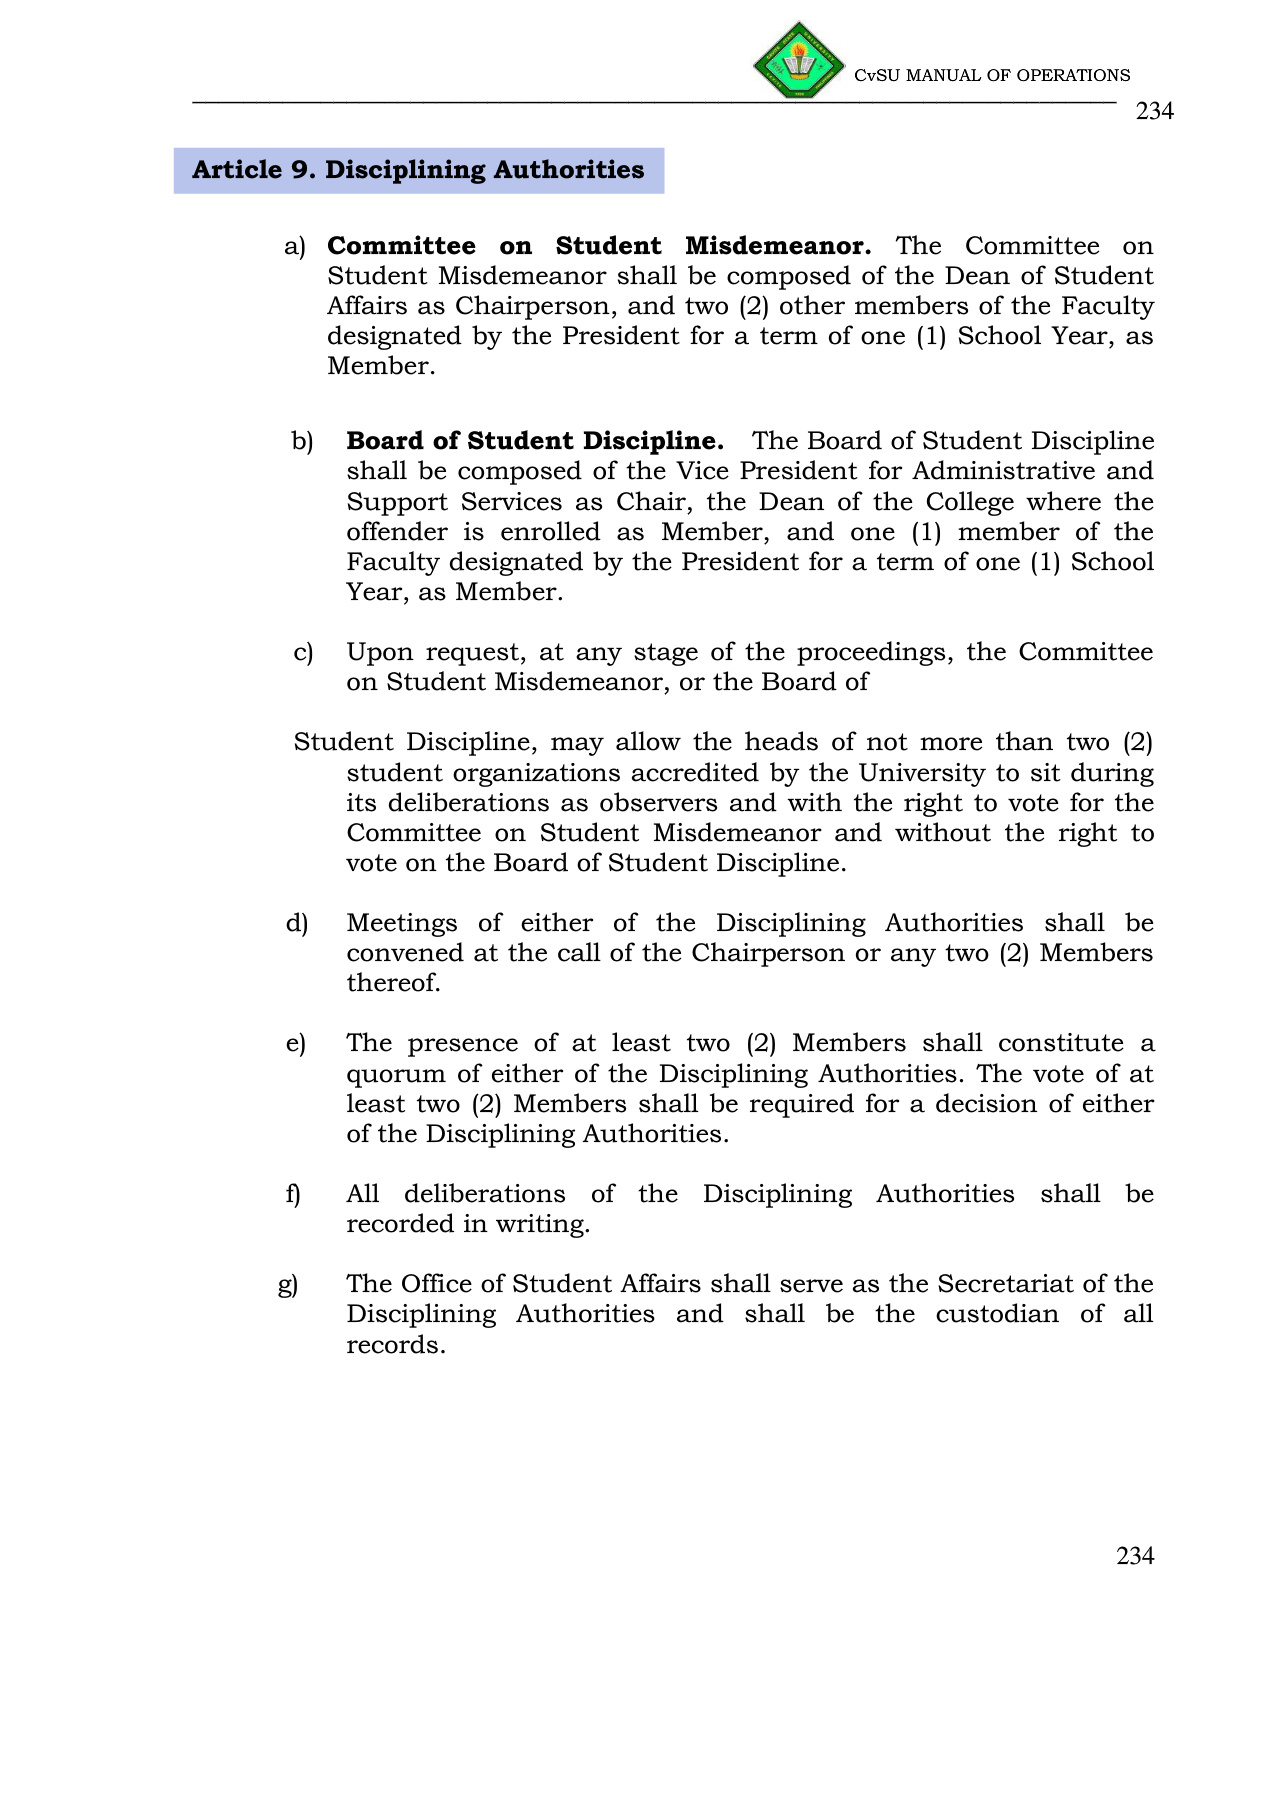 CvSU MANUAL OF OPERATIONS
234
Article 9. Disciplining Authorities
a) Committee on Student Misdemeanor. The Committee on
Student Misdemeanor shall be composed of the Dean of Student
Affairs as Chairperson, and two (2) other members of the Faculty
designated by the President for a term of one (1) School Year, as
Member.
b) Board of Student Discipline. The Board of Student Discipline
shall be composed of the Vice President for Administrative and
Support Services as Chair, the Dean of the College where the
offender is enrolled as Member, and one (1) member of the
Faculty designated by the President for a term of one (1) School
Year, as Member.
c) Upon request, at any stage of the proceedings, the Committee
on Student Misdemeanor, or the Board of
Student Discipline, may allow the heads of not more than two (2)
student organizations accredited by the University to sit during
its deliberations as observers and with the right to vote for the
Committee on Student Misdemeanor and without the right to
vote on the Board of Student Discipline.
d) Meetings of either of the Disciplining Authorities shall be
convened at the call of the Chairperson or any two (2) Members
thereof.
e) The presence of at least two (2) Members shall constitute a
quorum of either of the Disciplining Authorities. The vote of at
least two (2) Members shall be required for a decision of either
of the Disciplining Authorities.
f) All deliberations of the Disciplining Authorities shall be
recorded in writing.
g) The Office of Student Affairs shall serve as the Secretariat of the
Disciplining Authorities and shall be the custodian of all
records.
234